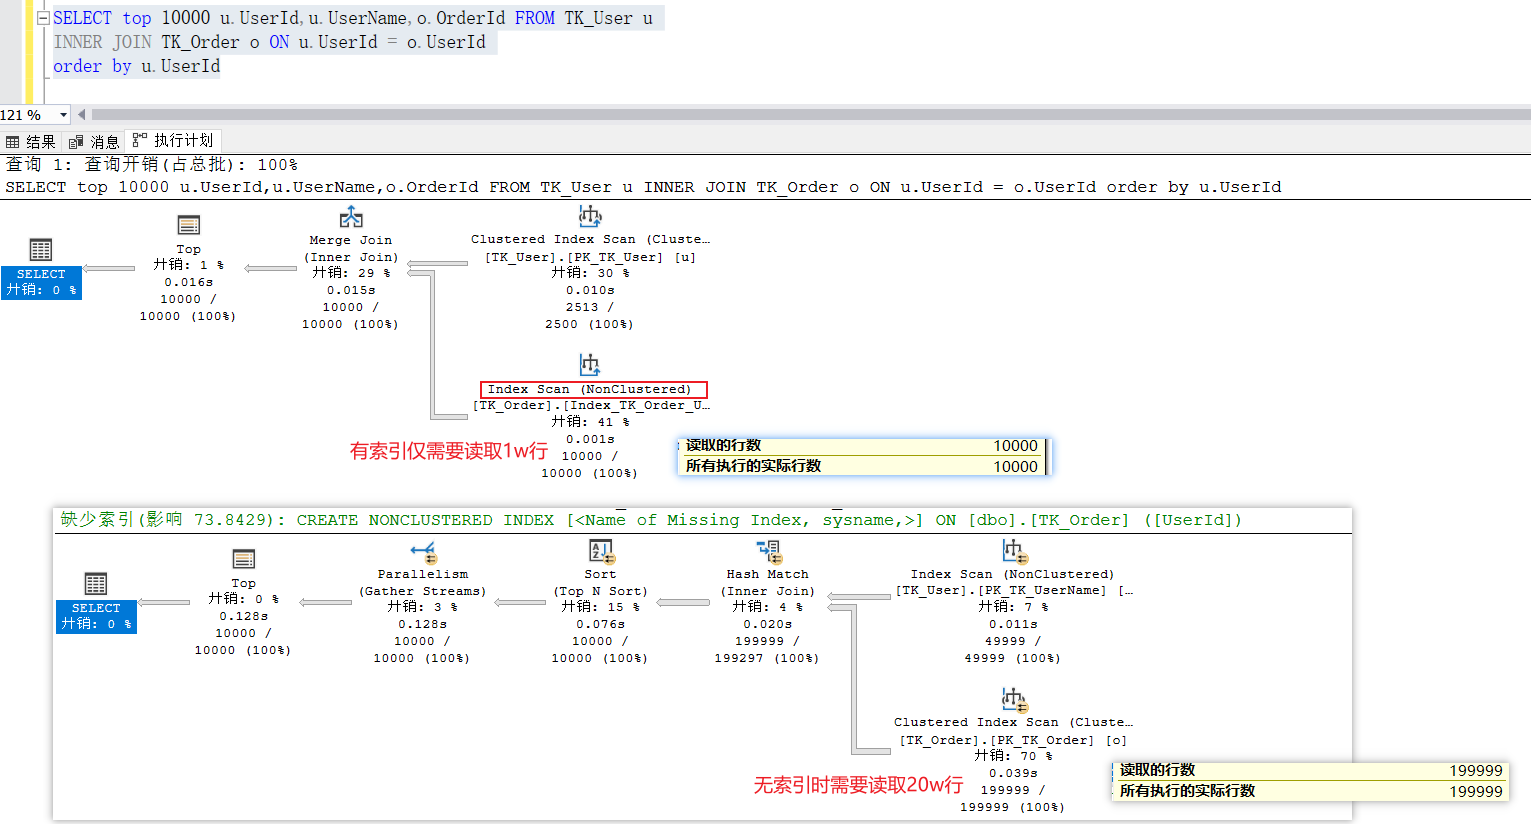 SELECT top 10000 u.UserId,u.UserName,o.OrderId FROM TK_User u
INNER JOIN TK_Order o ON u.UserId = o.UserId
order by u.UserId
121 %
结果 消息 执行计划
查询 1: 查询开销(占总批): 100%
SELECT top 10000 u.UserId,u.UserName,o.OrderId FROM TK_User u INNER JOIN TK_Order o ON u.UserId = o.UserId order by u.UserId
SELECT
开销: 0 %
Top
开销: 1 %
0.016s
10000 /
10000 (100%)
Merge Join
(Inner Join)
开销: 29 %
0.015s
10000 /
10000 (100%)
Clustered Index Scan (Cluste…
[TK_User].[PK_TK_User] [u]
开销: 30 %
0.010s
2513 /
2500 (100%)
Index Scan (NonClustered)
[TK_Order].[Index_TK_Order_U…
开销: 41 %
0.001s
10000 /
10000 (100%)
有索引仅需要读取1w行
读取的行数 10000
所有执行的实际行数 10000
缺少索引(影响 73.8429): CREATE NONCLUSTERED INDEX [<Name of Missing Index, sysname,>] ON [dbo].[TK_Order] ([UserId])
SELECT
开销: 0 %
Top
开销: 0 %
0.128s
10000 /
10000 (100%)
Parallelism
(Gather Streams)
开销: 3 %
0.128s
10000 /
10000 (100%)
Sort
(Top N Sort)
开销: 15 %
0.076s
10000 /
10000 (100%)
Hash Match
(Inner Join)
开销: 4 %
0.020s
199999 /
199297 (100%)
Index Scan (NonClustered)
[TK_User].[PK_TK_UserName] […
开销: 7 %
0.011s
49999 /
49999 (100%)
Clustered Index Scan (Cluste…
[TK_Order].[PK_TK_Order] [o]
开销: 70 %
0.039s
199999 /
199999 (100%)
无索引时需要读取20w行
读取的行数 199999
所有执行的实际行数 199999